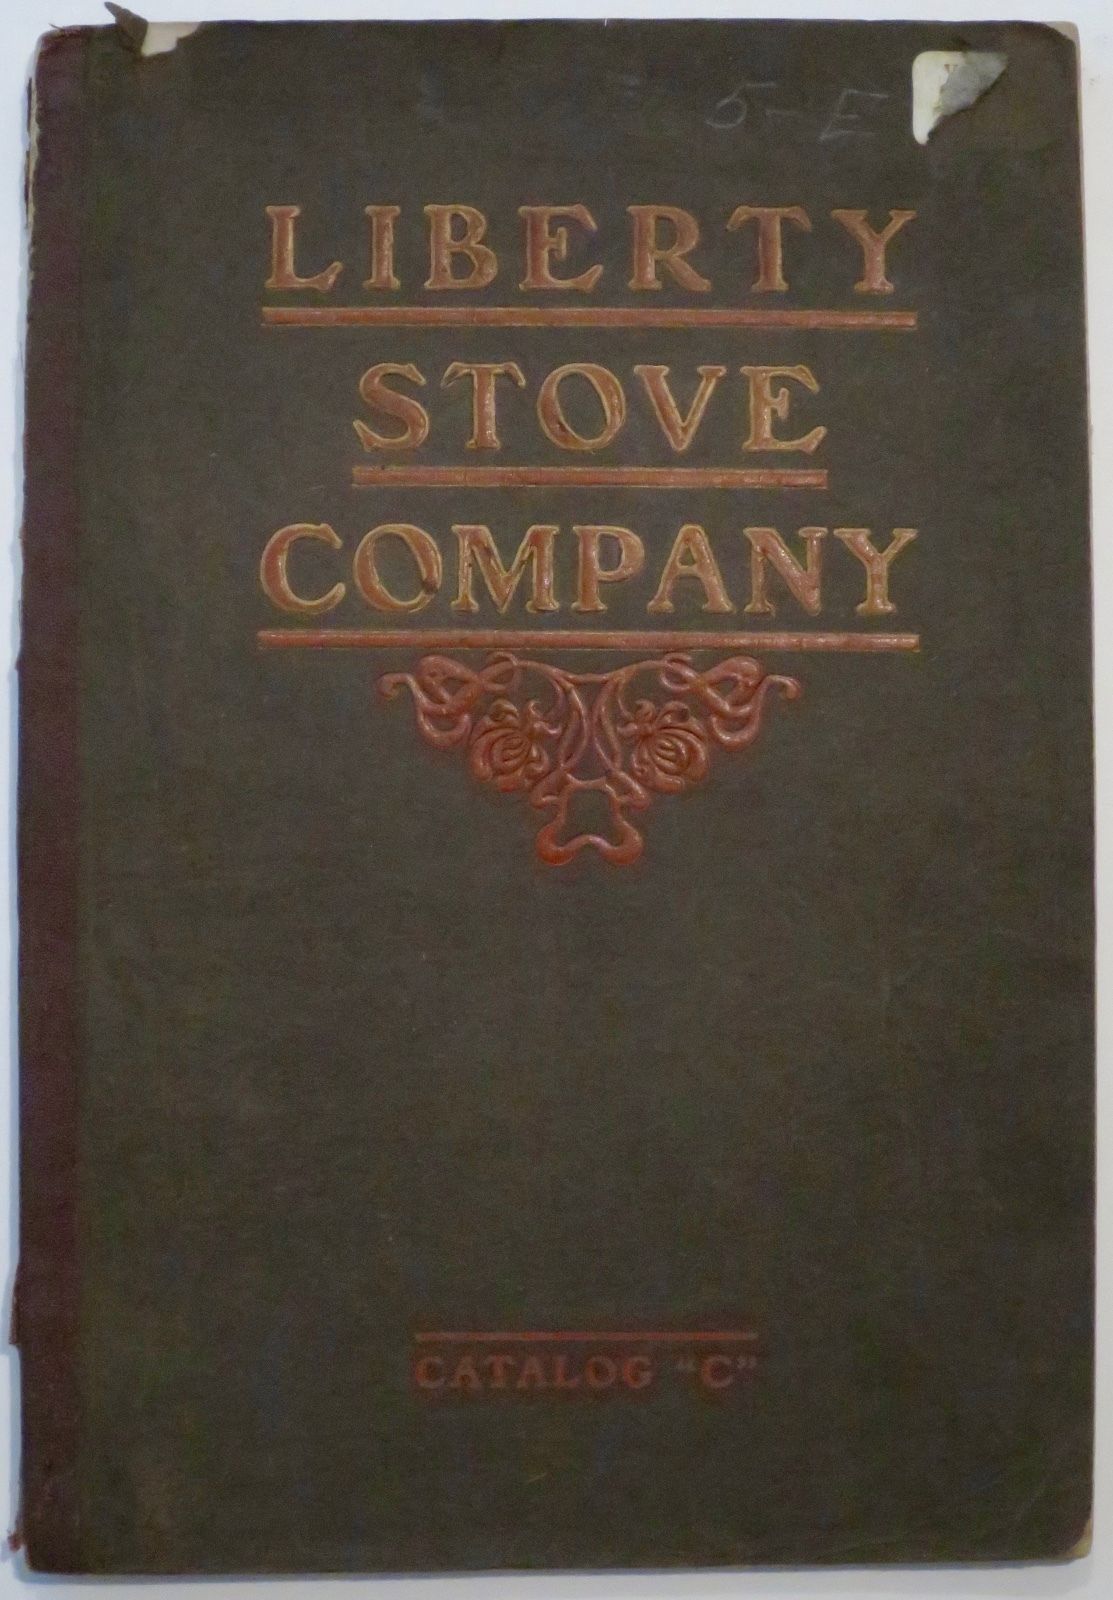 5-E
LIBERTY
STOVE
COMPANY
CATALOG "C"